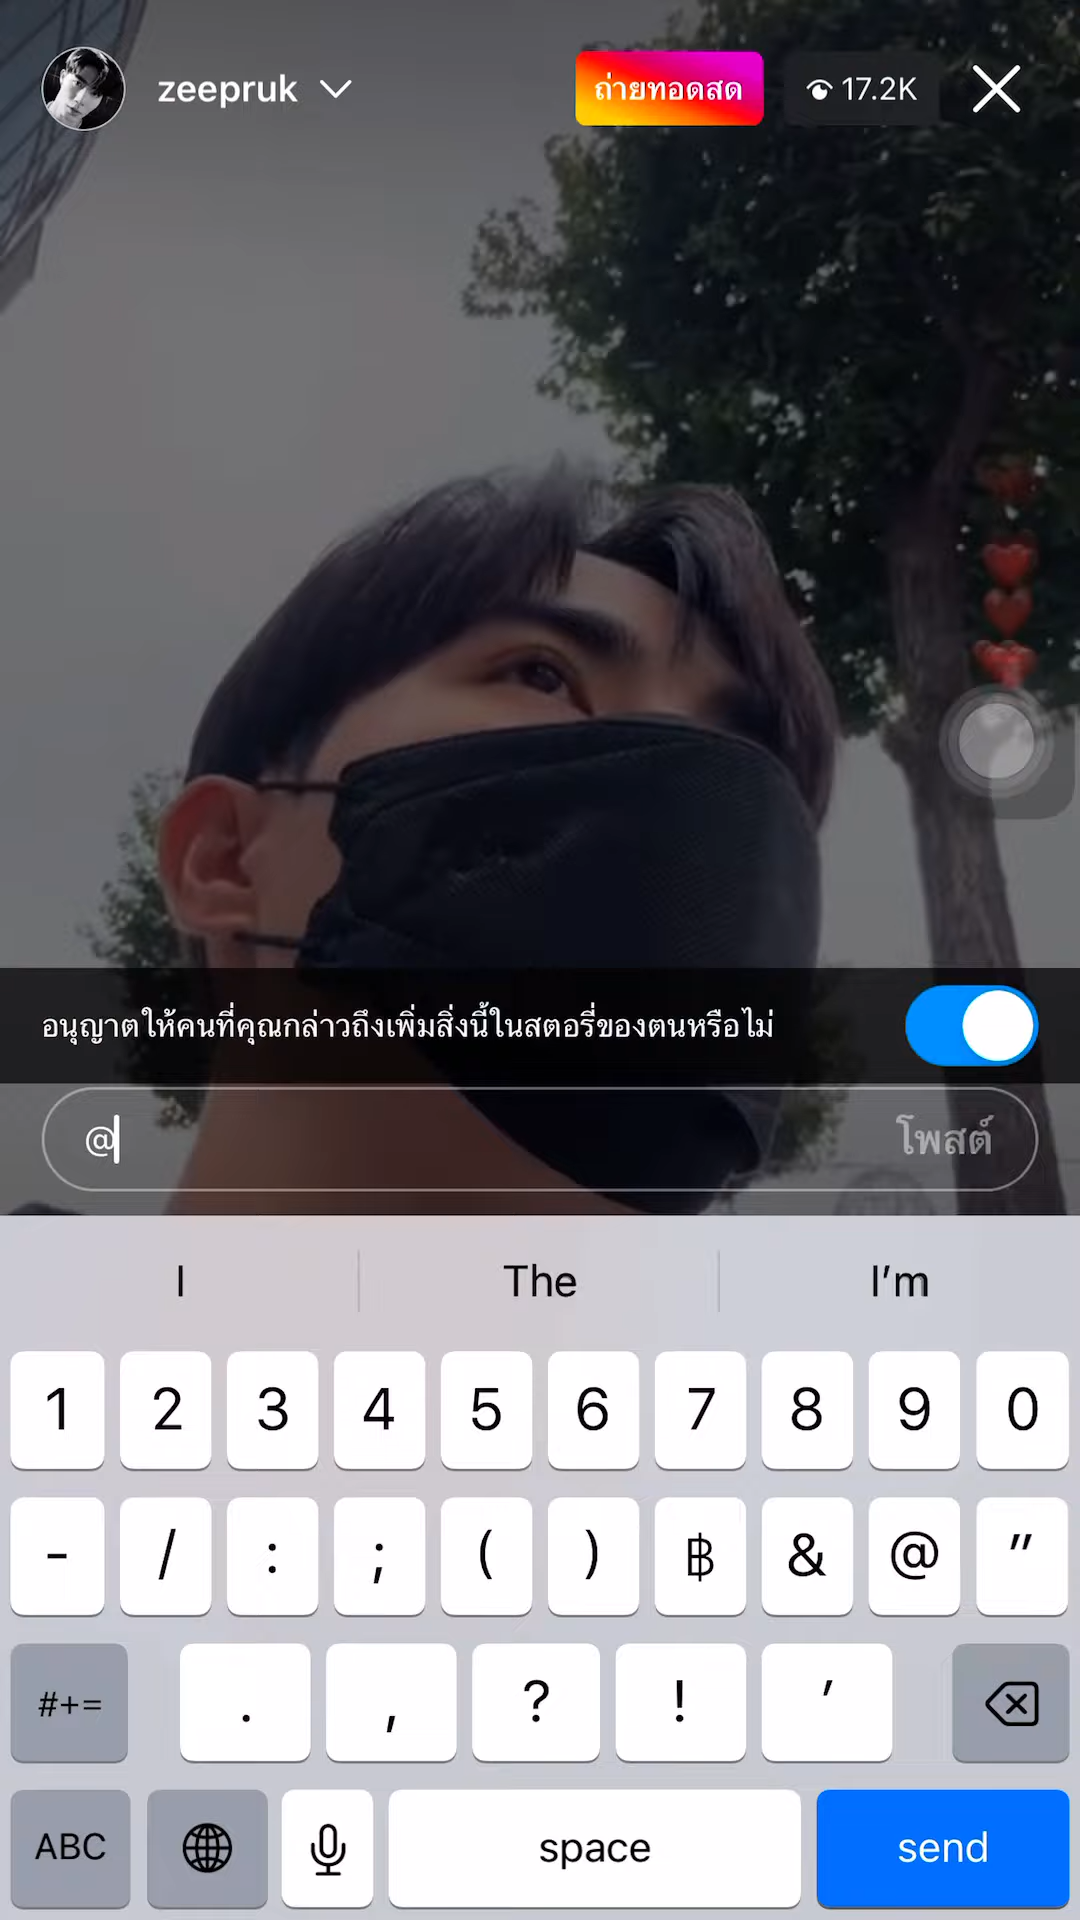 zeepruk
ถ่ายทอดสด
17.2K
อนุญาตให้คนที่คุณกล่าวถึงเพิ่มสิ่งนี้ในสตอรี่ของตนหรือไม่
@
โพสต์
I The I’m
1 2 3 4 5 6 7 8 9 0
- / : ; ( ) ฿ & @ "
#+= . , ? ! ’
ABC space send